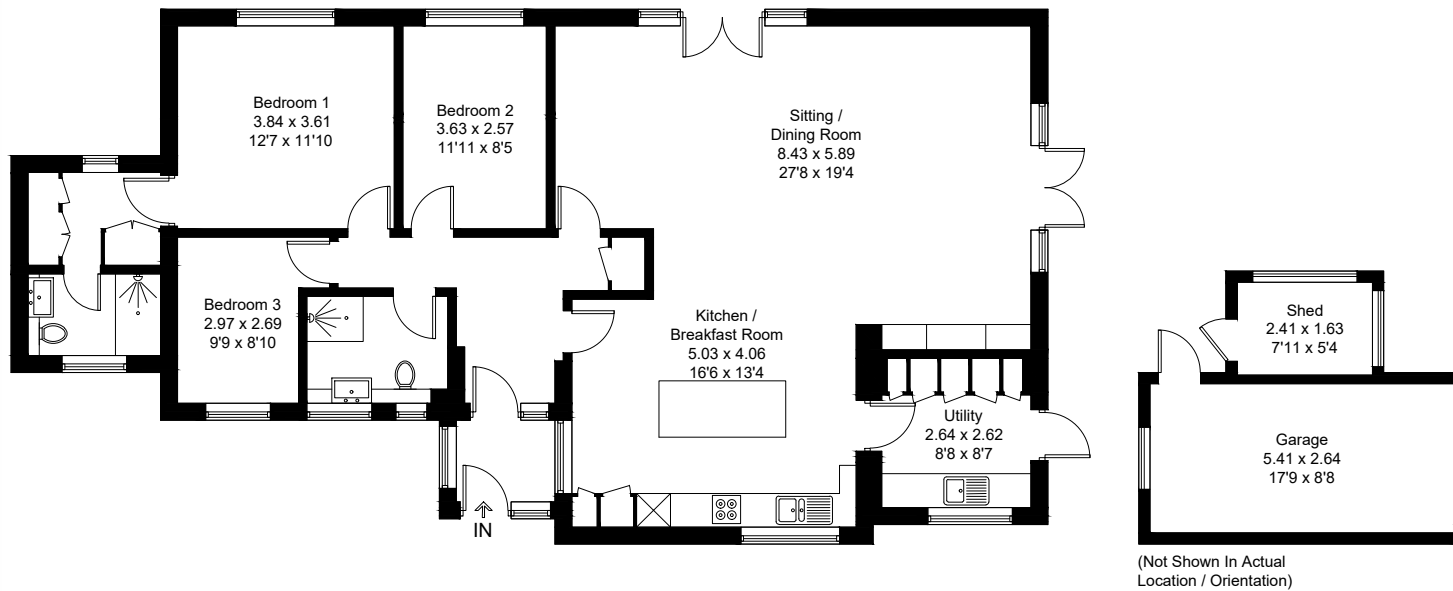 Bedroom 1
3.84 x 3.61
12'7 x 11'10
Bedroom 2
3.63 x 2.57
11'11 x 8'5
Sitting /
Dining Room
8.43 x 5.89
27'8 x 19'4
Bedroom 3
2.97 x 2.69
9'9 x 8'10
Kitchen /
Breakfast Room
5.03 x 4.06
16'6 x 13'4
Utility
2.64 x 2.62
8'8 x 8'7
IN
Shed
2.41 x 1.63
7'11 x 5'4
Garage
5.41 x 2.64
17'9 x 8'8
(Not Shown In Actual
Location / Orientation)